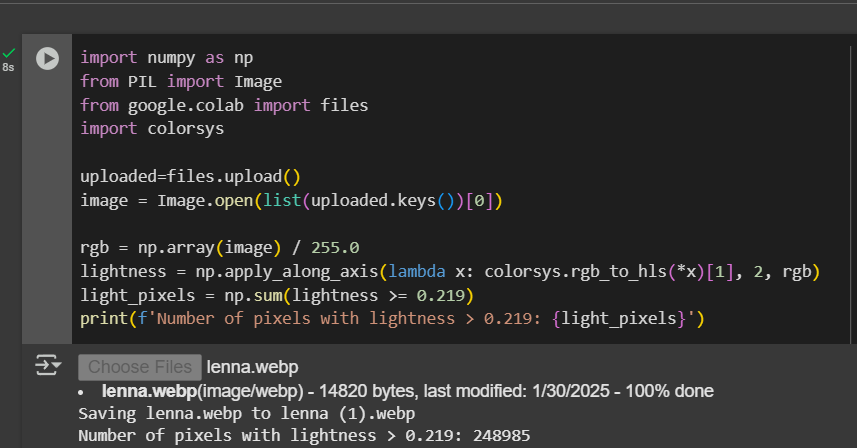 import numpy as np
from PIL import Image
from google.colab import files
import colorsys
uploaded=files.upload()
image = Image.open(list(uploaded.keys())[0])
rgb = np.array(image) / 255.0
lightness = np.apply_along_axis(lambda x: colorsys.rgb_to_hls(*x)[1], 2, rgb)
light_pixels = np.sum(lightness >= 0.219)
print(f'Number of pixels with lightness > 0.219: {light_pixels}')
8s
Choose Files lenna.webp
• lenna.webp(image/webp) - 14820 bytes, last modified: 1/30/2025 - 100% done
Saving lenna.webp to lenna (1).webp
Number of pixels with lightness > 0.219: 248985